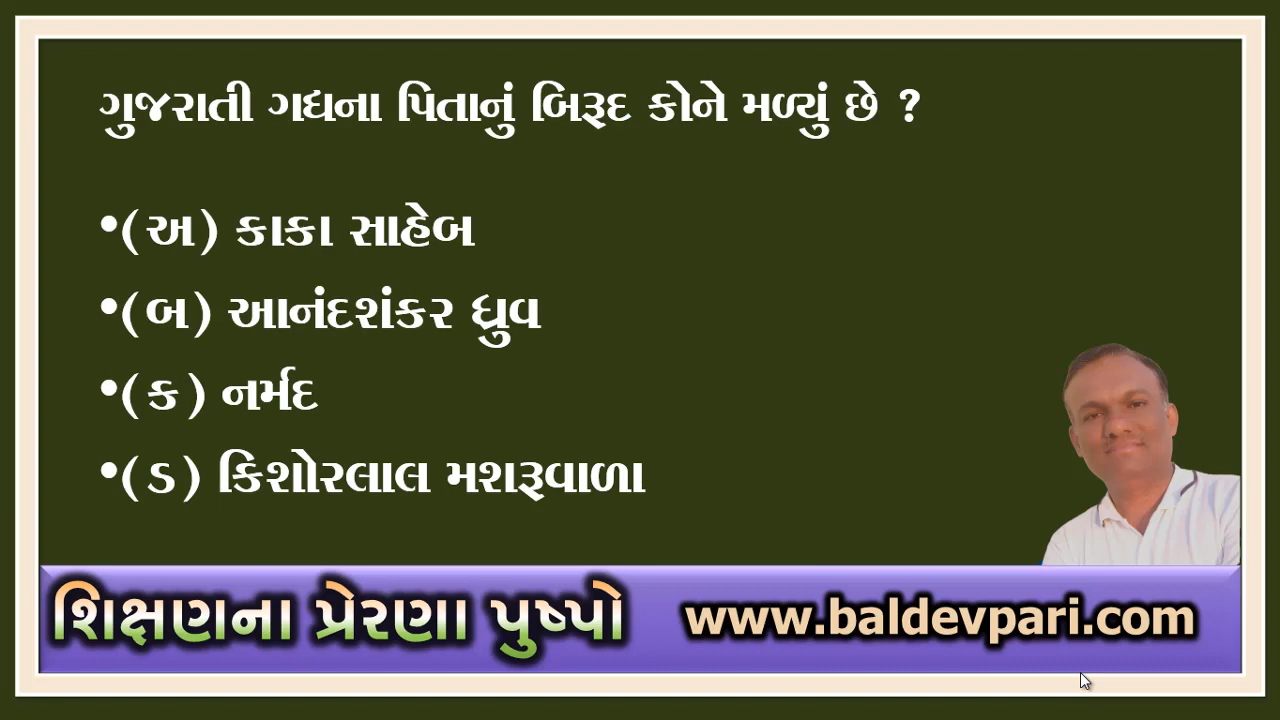 ગુજરાતી ગદ્યના પિતાનું બિરૂદ કોને મળ્યું છે ?
•(અ) કાકા સાહેબ
•(બ) આનંદશંકર ધ્રુવ
•(ક) નર્મદ
•(ડ) કિશોરલાલ મશરૂવાળા
શિક્ષણના પ્રેરણા પુષ્પો www.baldevpari.com